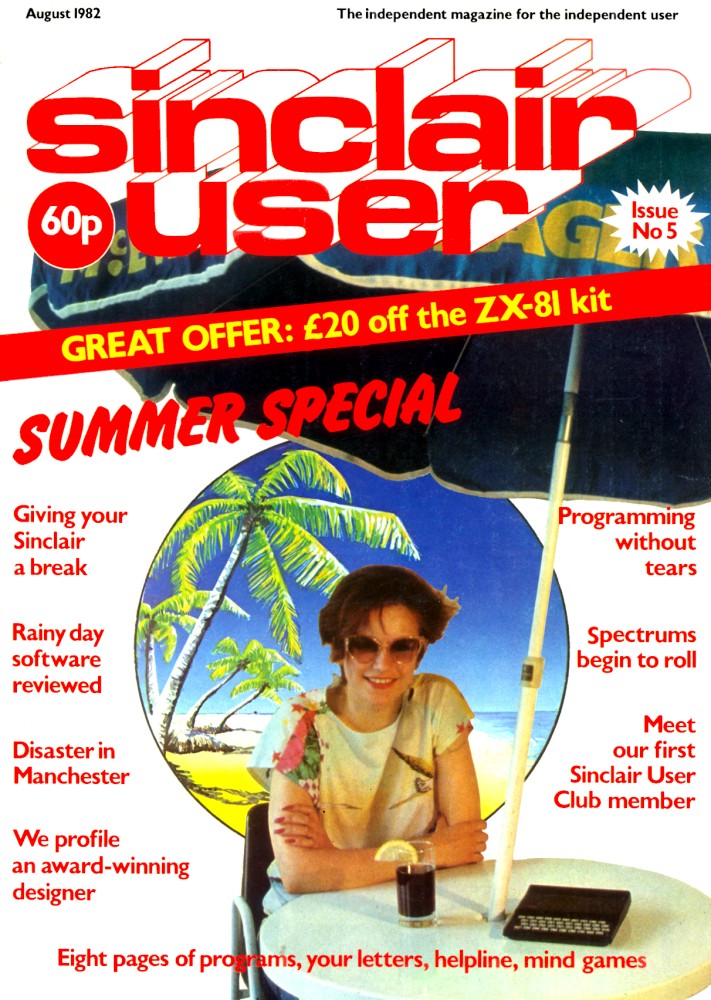 August 1982
The independent magazine for the independent user
sinclair
user
60p
Issue
No 5
GREAT OFFER: £20 off the ZX-81 kit
SUMMER SPECIAL
Giving your
Sinclair
a break
Rainy day
software
reviewed
Disaster in
Manchester
We profile
an award-winning
designer
Programming
without
tears
Spectrums
begin to roll
Meet
our first
Sinclair User
Club member
Eight pages of programs, your letters, helpline, mind games